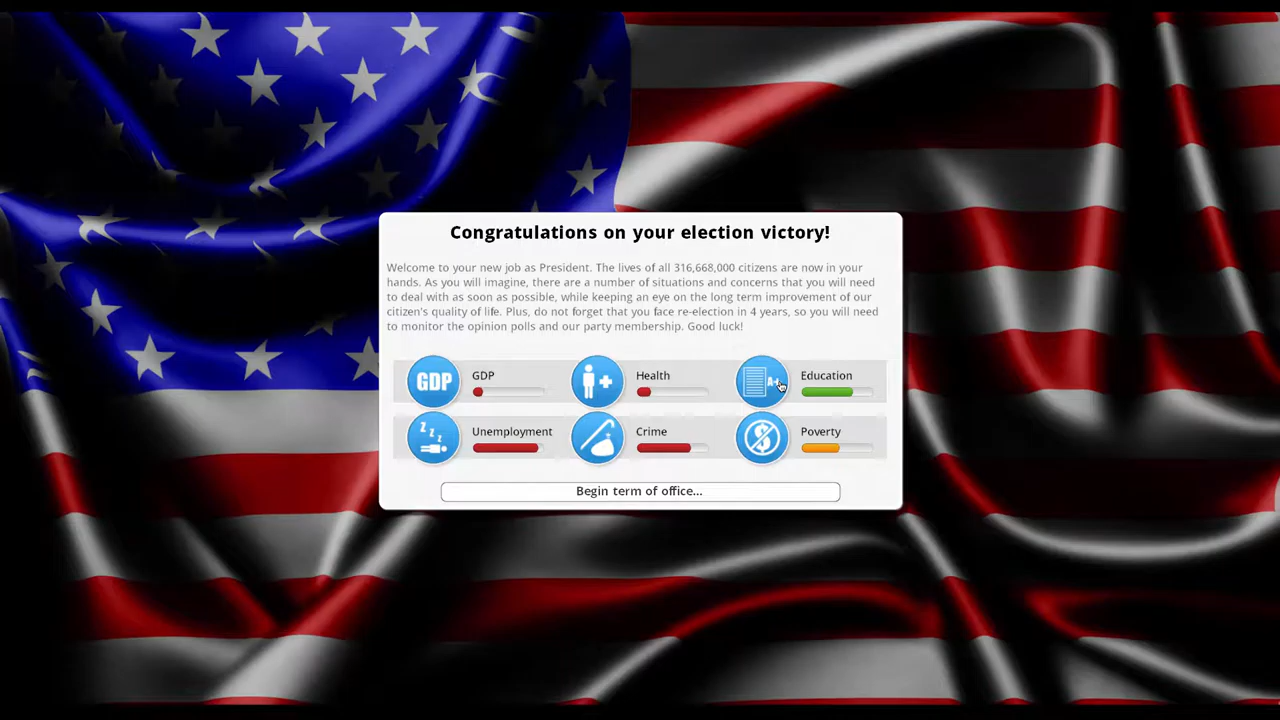 Congratulations on your election victory!
Welcome to your new job as President. The lives of all 316,668,000 citizens are now in your
hands. As you will imagine, there are a number of situations and concerns that you will need
to deal with as soon as possible, while keeping an eye on the long term improvement of our
citizen's quality of life. Plus, do not forget that you face re-election in 4 years, so you will need
to monitor the opinion polls and our party membership. Good luck!
GDP GDP
Health
A+ Education
Z Z Z Unemployment
Crime
$ Poverty
Begin term of office...